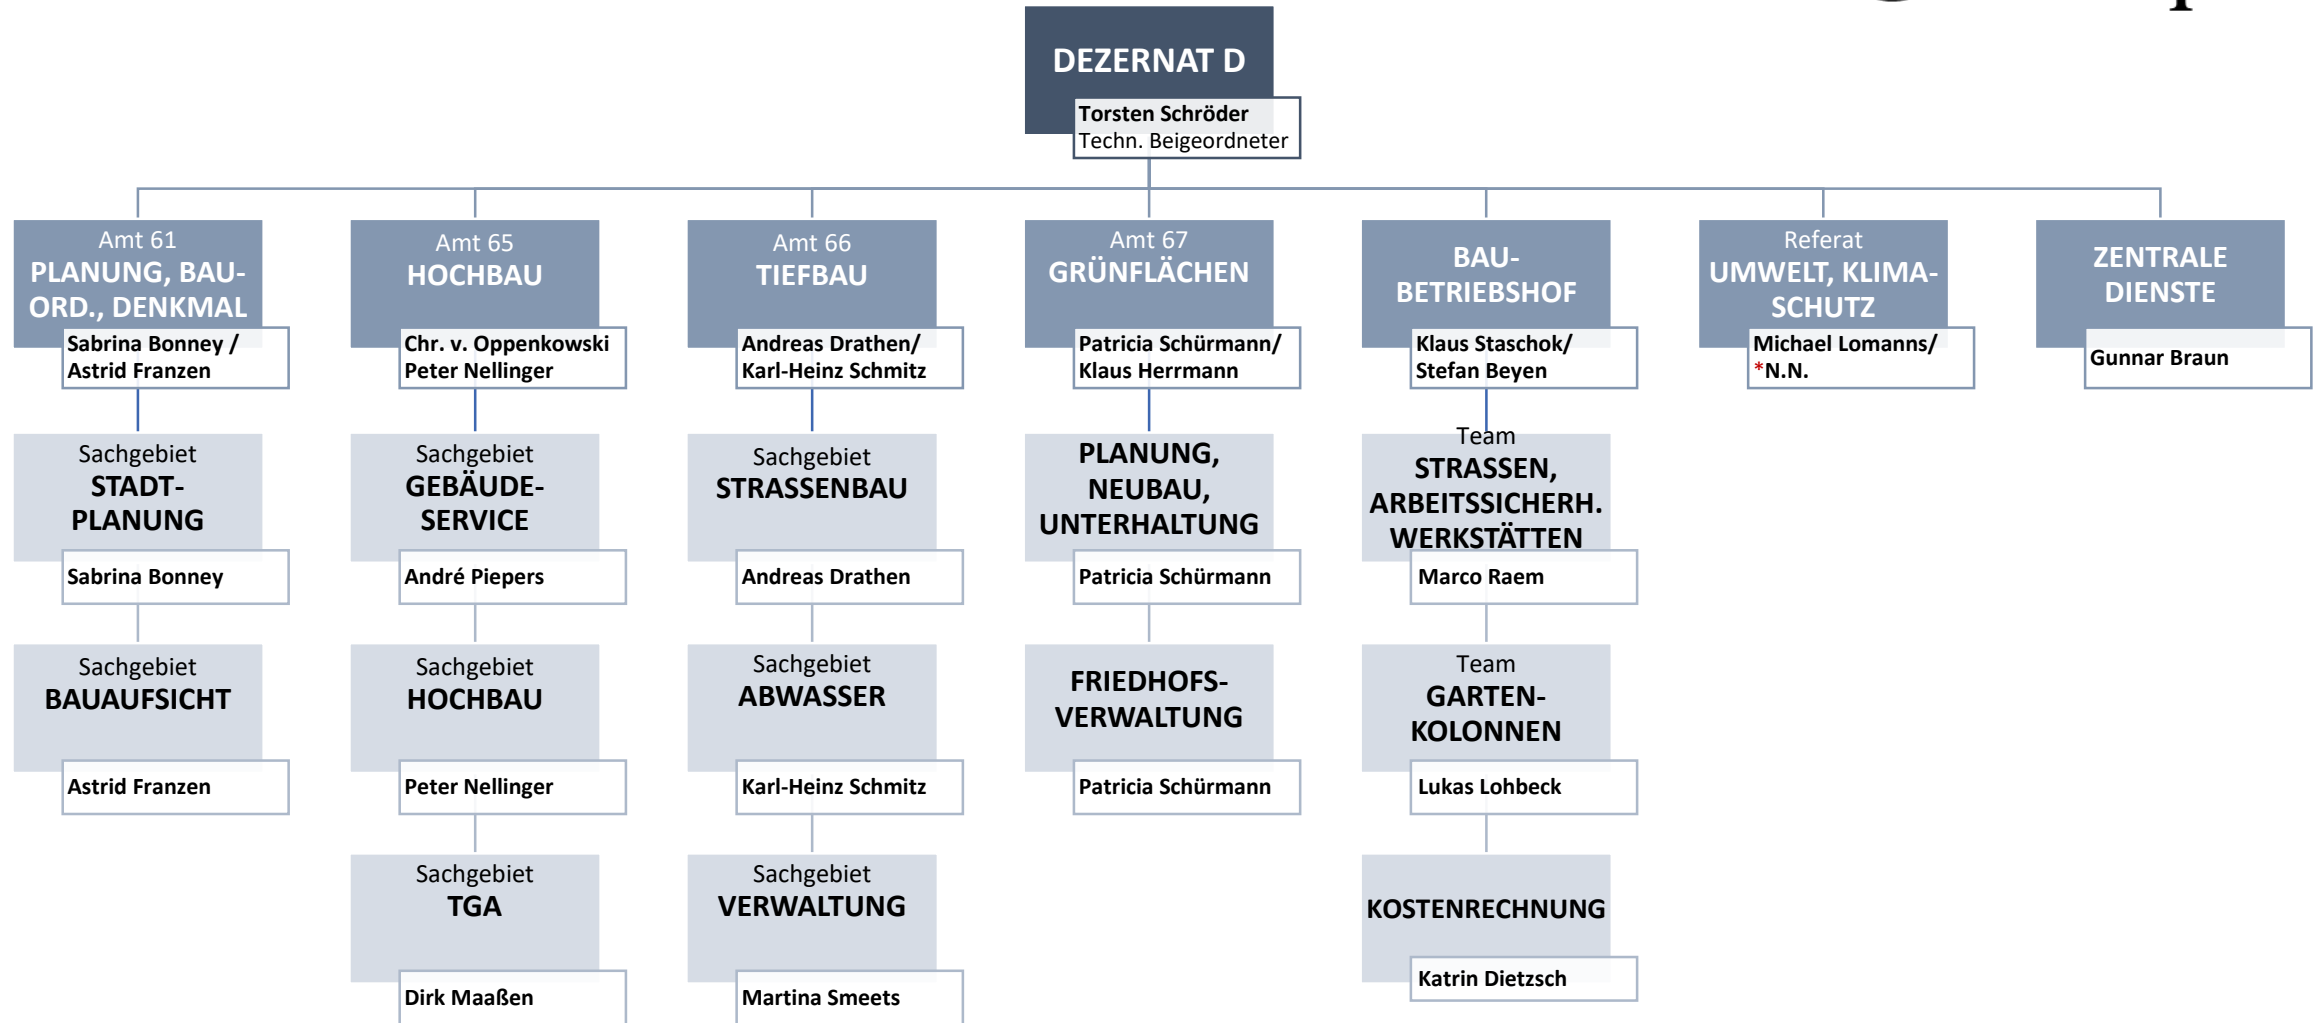 DEZERNAT D
Torsten Schröder
Techn. Beigeordneter
Amt 61
PLANUNG, BAU-
ORD., DENKMAL
Sabrina Bonney /
Astrid Franzen
Sachgebiet
STADT-
PLANUNG
Sabrina Bonney
Sachgebiet
BAUAUFSICHT
Astrid Franzen
Amt 65
HOCHBAU
Chr. v. Oppenkowski
Peter Nellinger
Sachgebiet
GEBÄUDE-
SERVICE
André Piepers
Sachgebiet
HOCHBAU
Peter Nellinger
Sachgebiet
TGA
Dirk Maaßen
Amt 66
TIEFBAU
Andreas Drathen/
Karl-Heinz Schmitz
Sachgebiet
STRASSENBAU
Andreas Drathen
Sachgebiet
ABWASSER
Karl-Heinz Schmitz
Sachgebiet
VERWALTUNG
Martina Smeets
Amt 67
GRÜNFLÄCHEN
Patricia Schürmann/
Klaus Herrmann
PLANUNG,
NEUBAU,
UNTERHALTUNG
Patricia Schürmann
FRIEDHOFS-
VERWALTUNG
Patricia Schürmann
BAU-
BETRIEBSHOF
Klaus Staschok/
Stefan Beyen
Team
STRASSEN,
ARBEITSSICHERH.
WERKSTÄTTEN
Marco Raem
Team
GARTEN-
KOLONNEN
Lukas Lohbeck
KOSTENRECHNUNG
Katrin Dietzsch
Referat
UMWELT, KLIMA-
SCHUTZ
Michael Lomanns/
*N.N.
ZENTRALE
DIENSTE
Gunnar Braun